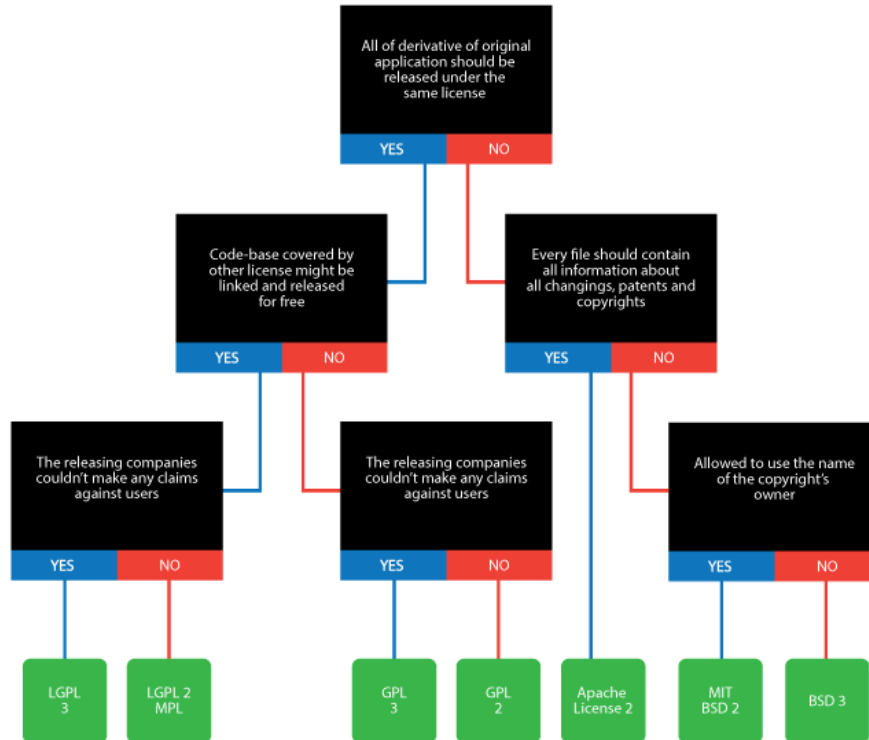 All of derivative of original
application should be
released under the
same license
YES
NO
Code-base covered by
other license might be
linked and released
for free
YES
NO
Every file should contain
all information about
all changings, patents and
copyrights
YES
NO
The releasing companies
couldn't make any claims
against users
YES
NO
The releasing companies
couldn't make any claims
against users
YES
NO
Allowed to use the name
of the copyright's
owner
YES
NO
LGPL
3
LGPL 2
MPL
GPL
3
GPL
2
Apache
License 2
MIT
BSD 2
BSD 3